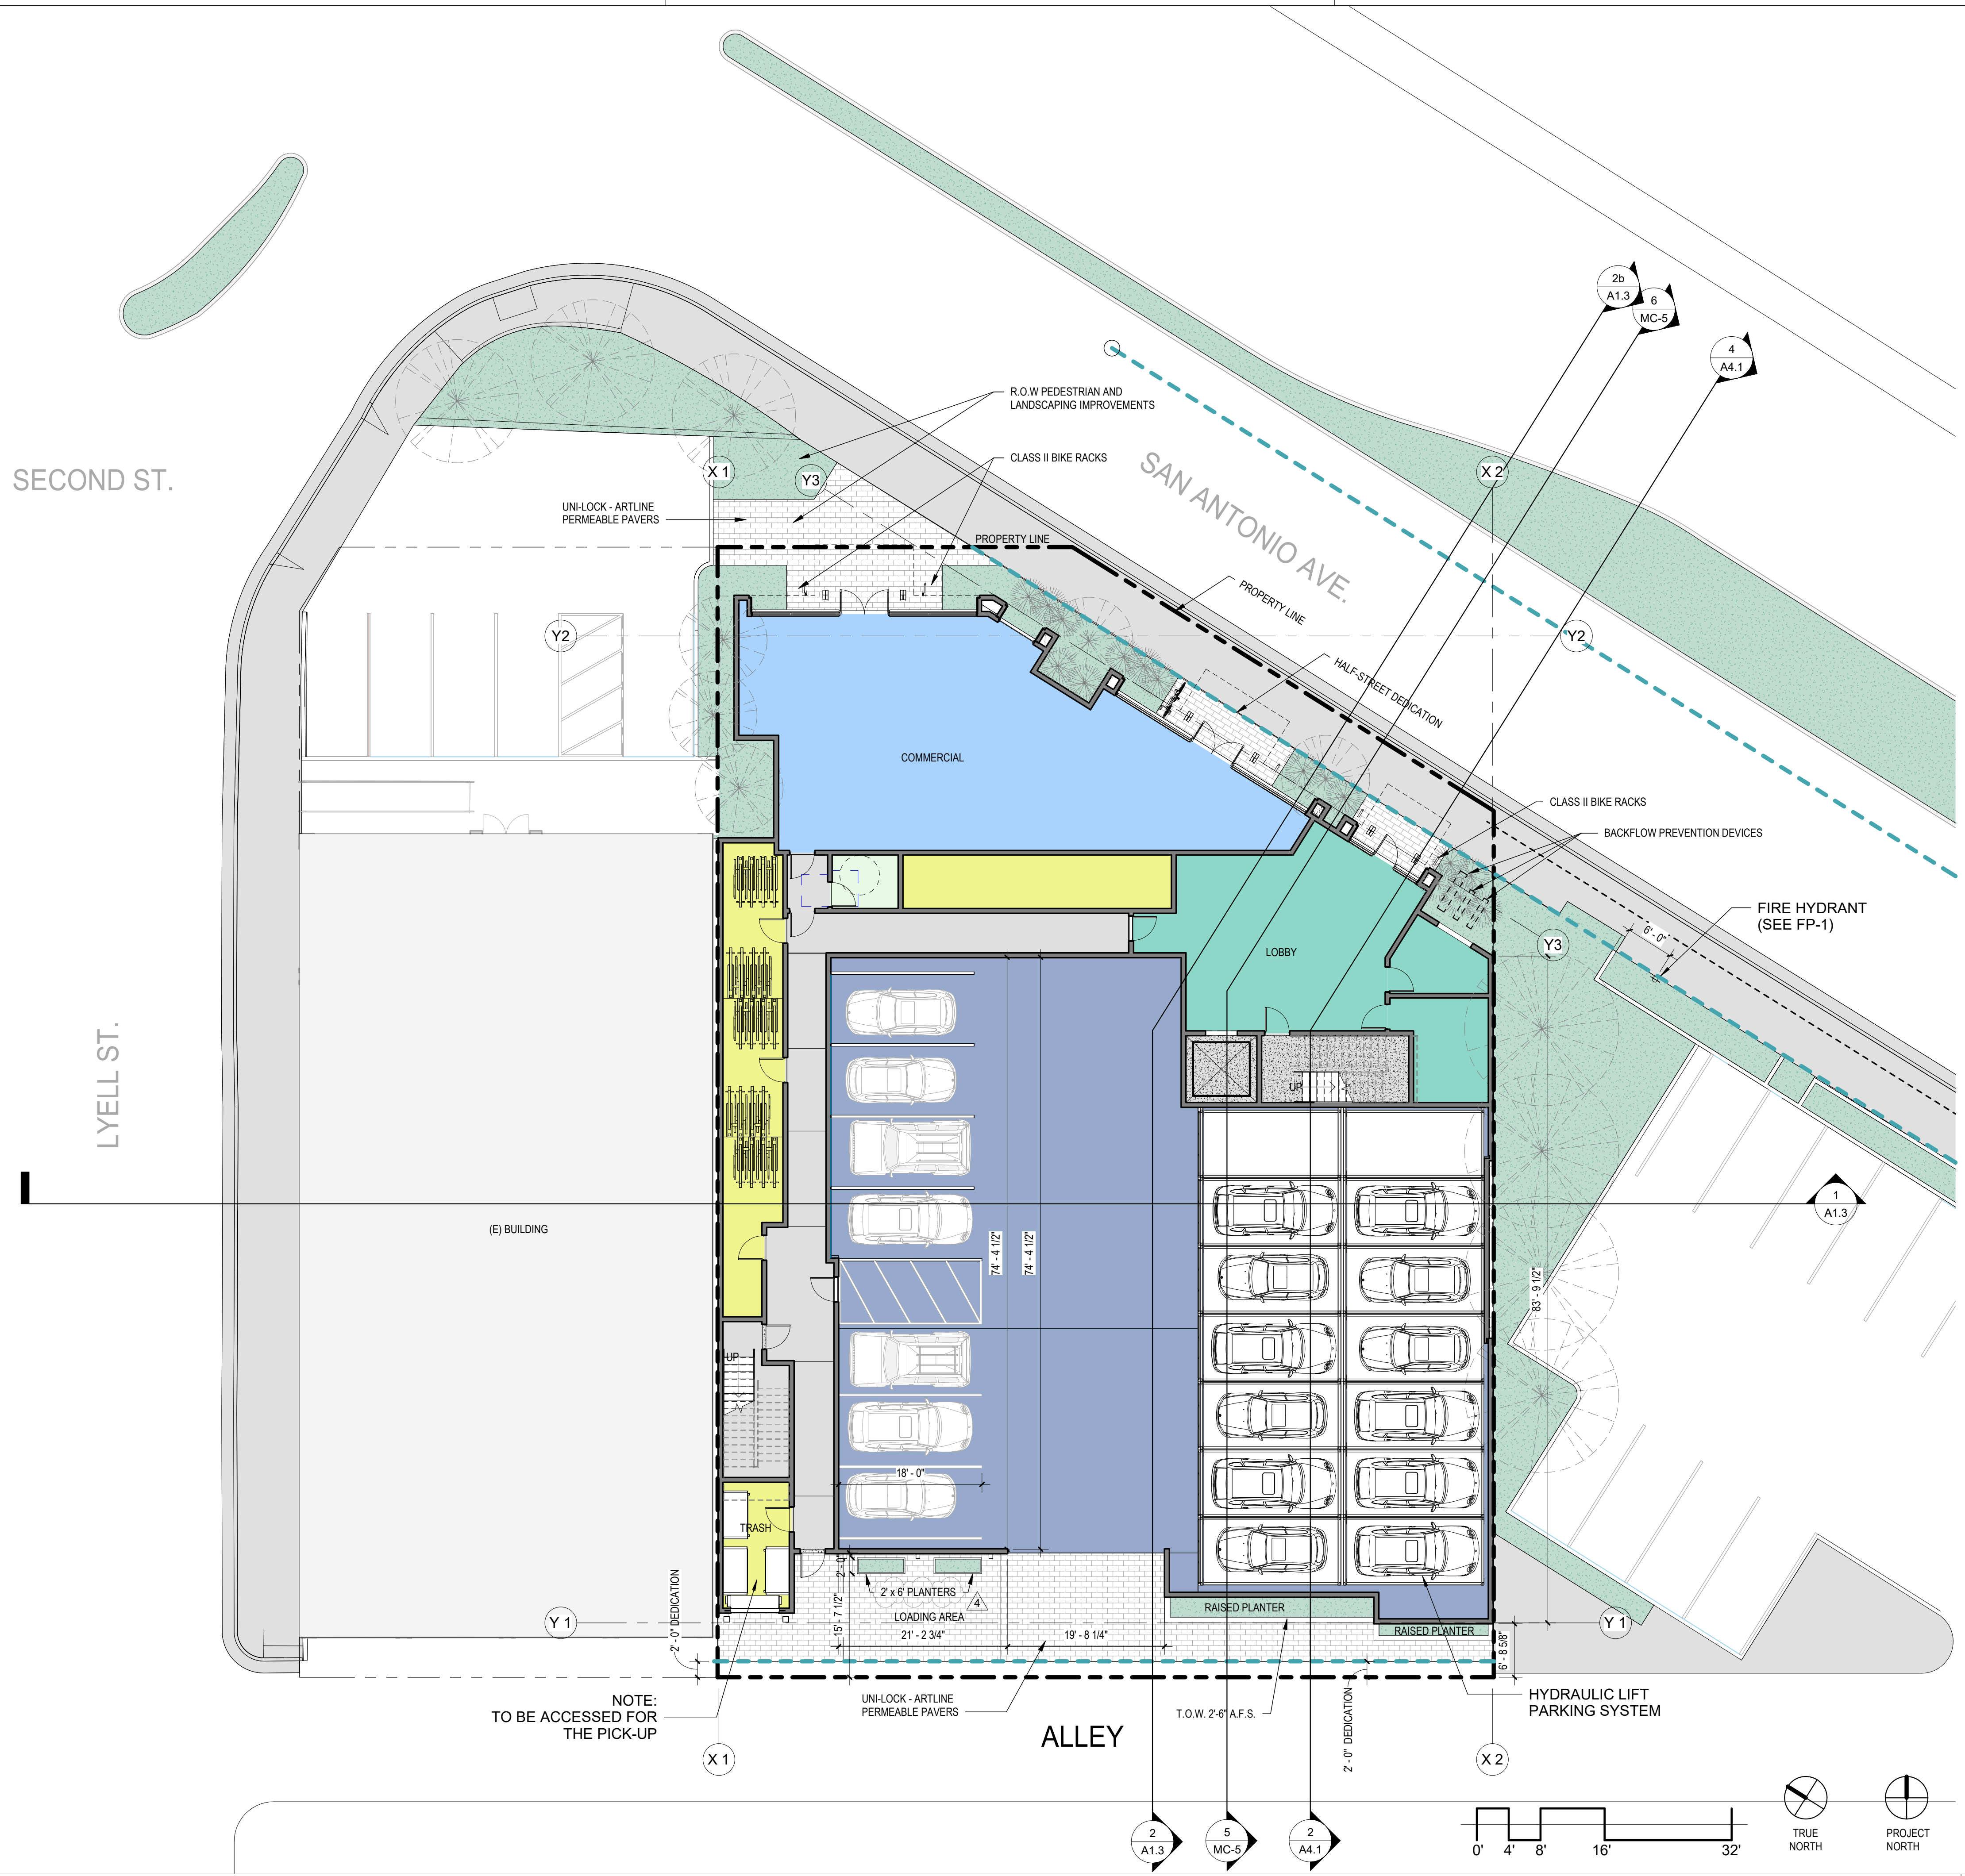 2b
A1.3
6
MC-5
4
A4.1
R.O.W PEDESTRIAN AND
LANDSCAPING IMPROVEMENTS
CLASS II BIKE RACKS
SECOND ST.
X 1
Y3
X 2
SAN ANTONIO AVE.
UNI-LOCK - ARTLINE
PERMEABLE PAVERS
PROPERTY LINE
PROPERTY LINE
Y2
Y2
HALF-STREET DEDICATION
COMMERCIAL
CLASS II BIKE RACKS
BACKFLOW PREVENTION DEVICES
FIRE HYDRANT
(SEE FP-1)
6' - 0"
Y3
LOBBY
LYELL ST.
UP
1
A1.3
(E) BUILDING
74' - 4 1/2"
74' - 4 1/2"
83' - 9 1/2"
UP
18' - 0"
TRASH
2' - 0"
2' x 6' PLANTERS
4
LOADING AREA
RAISED PLANTER
RAISED PLANTER
Y 1
Y 1
2' - 0" DEDICATION
15' - 7 1/2"
21' - 2 3/4"
19' - 8 1/4"
6' - 8 5/8"
NOTE:
TO BE ACCESSED FOR
THE PICK-UP
UNI-LOCK - ARTLINE
PERMEABLE PAVERS
T.O.W. 2'-6" A.F.S.
2' - 0" DEDICATION
HYDRAULIC LIFT
PARKING SYSTEM
ALLEY
X 1
X 2
2
A1.3
5
MC-5
2
A4.1
0' 4' 8' 16' 32'
TRUE
NORTH
PROJECT
NORTH